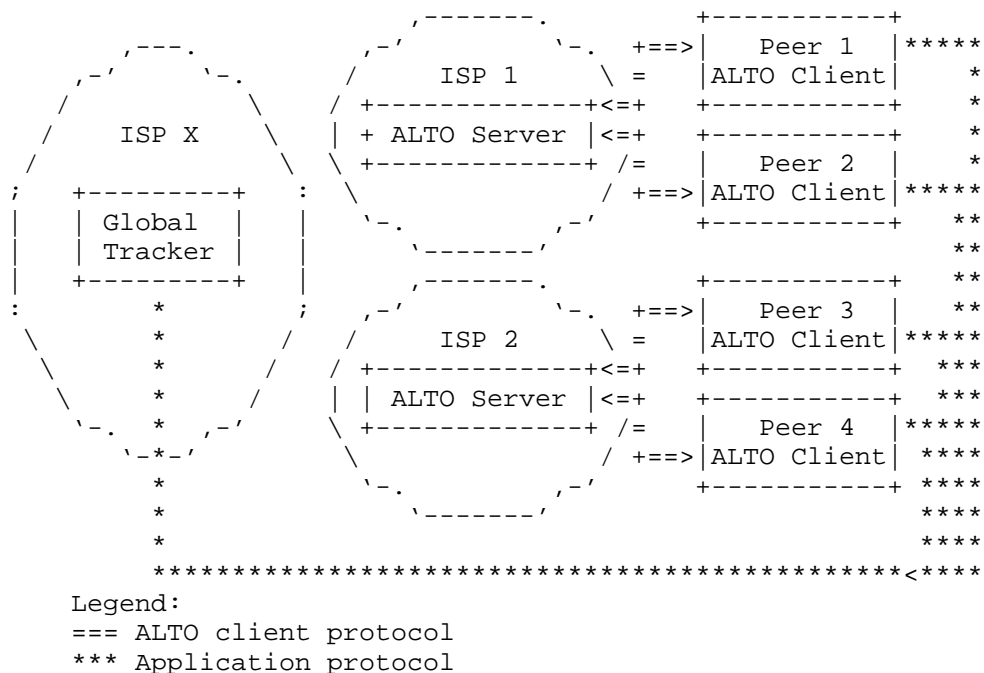 ISP 1
Peer 1
ALTO Client
ISP X
ALTO Server
Peer 2
ALTO Client
Global
Tracker
ISP 2
Peer 3
ALTO Client
ALTO Server
Peer 4
ALTO Client
Legend:
=== ALTO client protocol
*** Application protocol